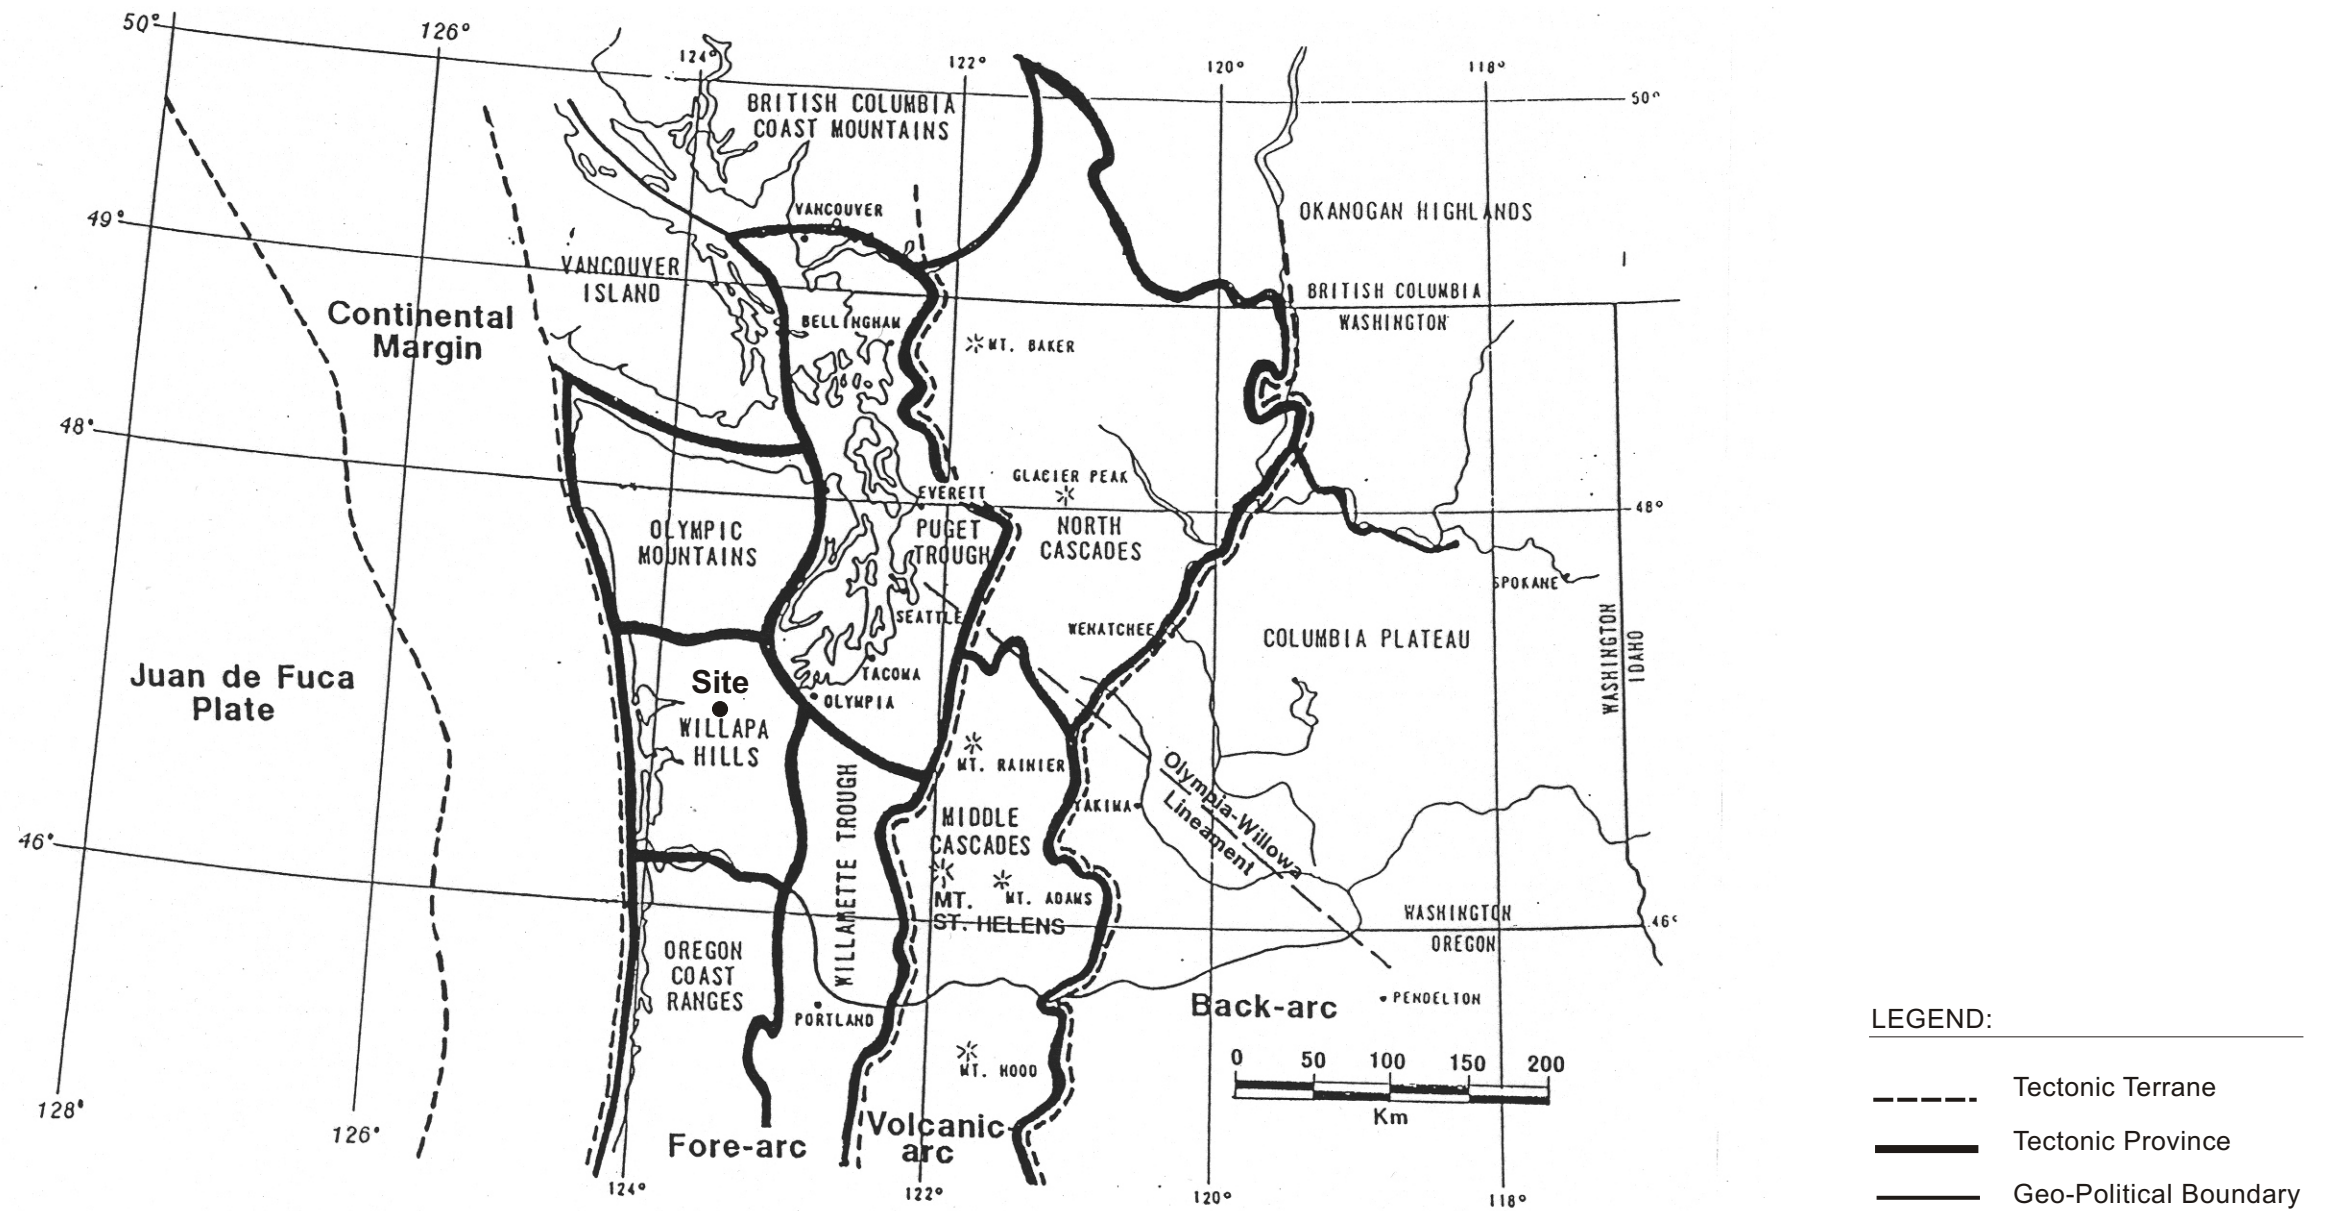 50°
126°
124°
122°
120°
118°
50°
BRITISH COLUMBIA
COAST MOUNTAINS
VANCOUVER
OKANOGAN HIGHLANDS
49°
VANCOUVER
ISLAND
BRITISH COLUMBIA
WASHINGTON
Continental
Margin
BELLINGHAM
MT. BAKER
48°
GLACIER PEAK
EVERETT
48°
OLYMPIC
MOUNTAINS
PUGET
TROUGH
NORTH
CASCADES
SPOKANE
SEATTLE
WENATCHEE
COLUMBIA PLATEAU
WASHINGTON
IDAHO
Juan de Fuca
Plate
Site
TACOMA
OLYMPIA
WILLAPA
HILLS
MT. RAINIER
WILLAMETTE TROUGH
YAKIMA
Olympia-Willowa
Lineament
46°
MIDDLE
CASCADES
MT.
ST. HELENS
MT. ADAMS
WASHINGTON
OREGON
46°
OREGON
COAST
RANGES
PORTLAND
Back-arc
PENDELTON
MT. HOOD
0 50 100 150 200
Km
128°
126°
Fore-arc
Volcanic
arc
124°
122°
120°
118°
LEGEND:
Tectonic Terrane
Tectonic Province
Geo-Political Boundary